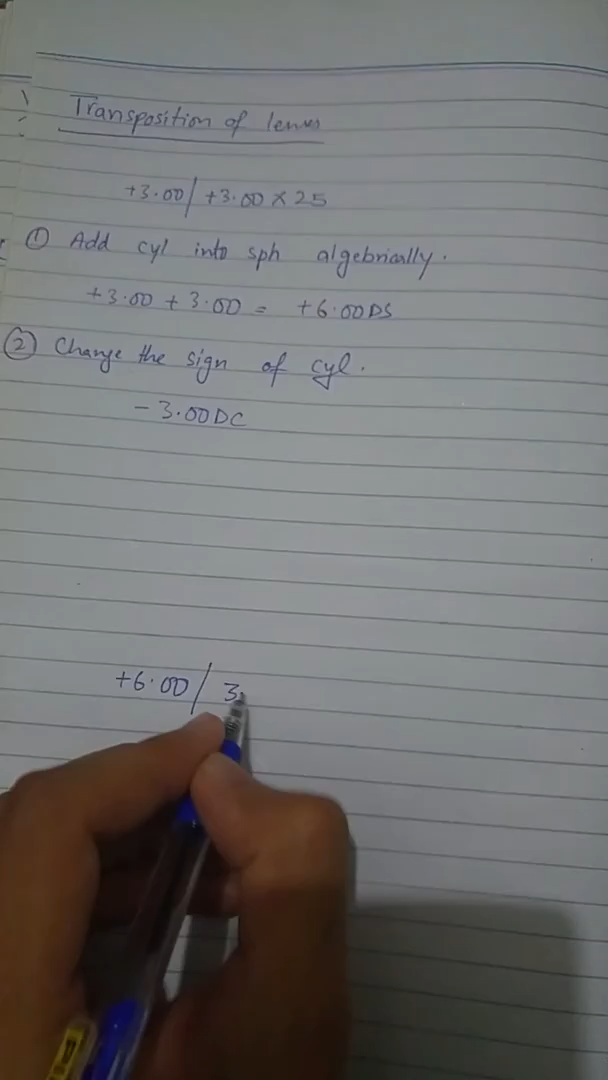 Transposition of lenses
+3.00/ +3.00 × 25
① Add cyl into sph algebrically.
+3.00 + 3.00 = +6.00DS
② Change the sign of cyl.
- 3.00DC
+6.00 / 3.